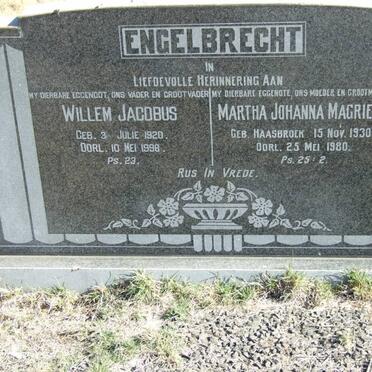 ENGELBRECHT
IN
LIEFDEVOLLE HERINNERING AAN
MY DIERBARE EGGENOOT, ONS VADER EN GROOTVADER
WILLEM JACOBUS
GEB. 3 JULIE 1920.
OORL. 10 MEI 1998.
PS. 23.
MY DIERBARE EGGENOTE, ONS MOEDER EN GROOTM
MARTHA JOHANNA MAGRIE
GEB. HAASBROEK 15 NOV. 1930
OORL. 25 MEI 1980.
PS. 25:2.
RUS IN VREDE.